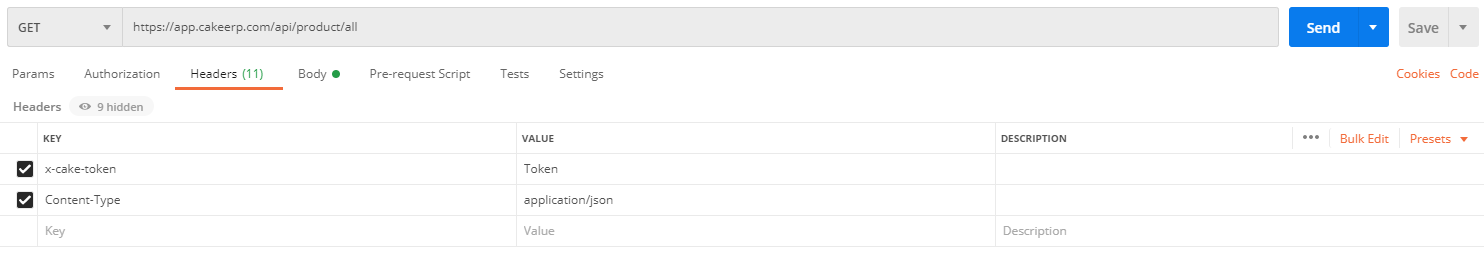 GET https://app.cakeerp.com/api/product/all Send Save
Params Authorization Headers (11) Body Pre-request Script Tests Settings Cookies Code
Headers 9 hidden
KEY VALUE DESCRIPTION ••• Bulk Edit Presets
x-cake-token Token
Content-Type application/json
Key Value Description